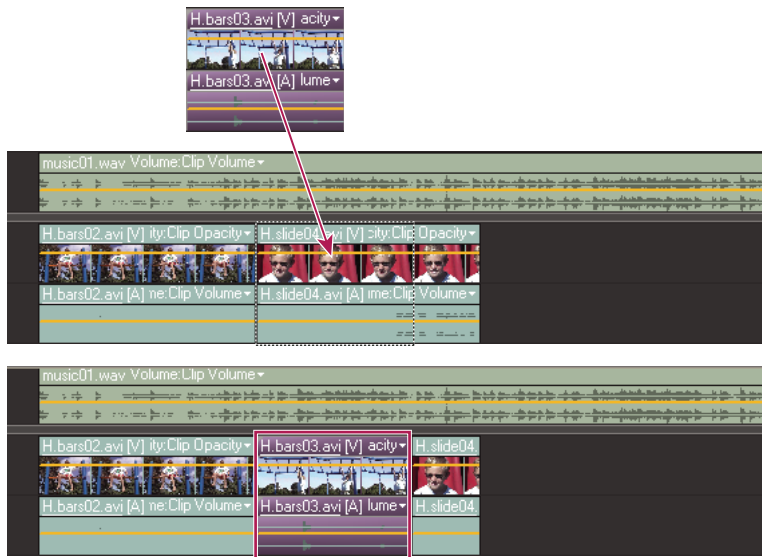 H.bars03.avi [V] acity
H.bars03.avi [A] lume
music01.wav Volume:Clip Volume
H.bars02.avi [V] ity:Clip Opacity
H.slide04.avi [V] city:Clip Opacity
H.bars02.avi [A] ne:Clip Volume
H.slide04.avi [A] ime:Clip Volume
music01.wav Volume:Clip Volume
H.bars02.avi [V] ity:Clip Opacity
H.bars03.avi [V] acity
H.slide04.
H.bars02.avi [A] ne:Clip Volume
H.bars03.avi [A] lume
H.slide04.